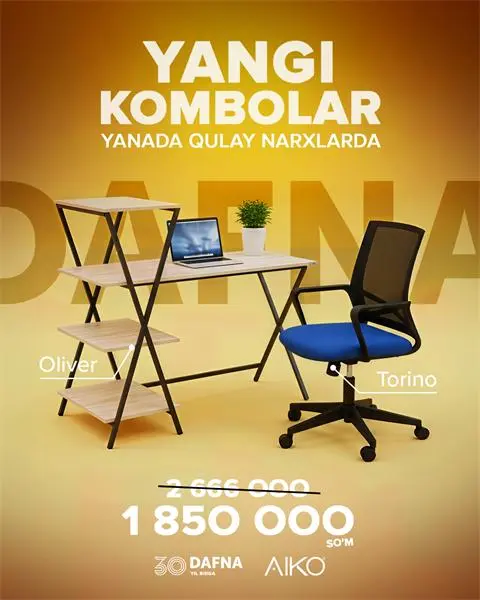 YANGI
KOMBOLAR
YANADA QULAY NARXLARDA
DAFNA
Oliver
Torino
2 666 000
1 850 000
SO'M
30 DAFNA
YIL BIRGA
AIKO